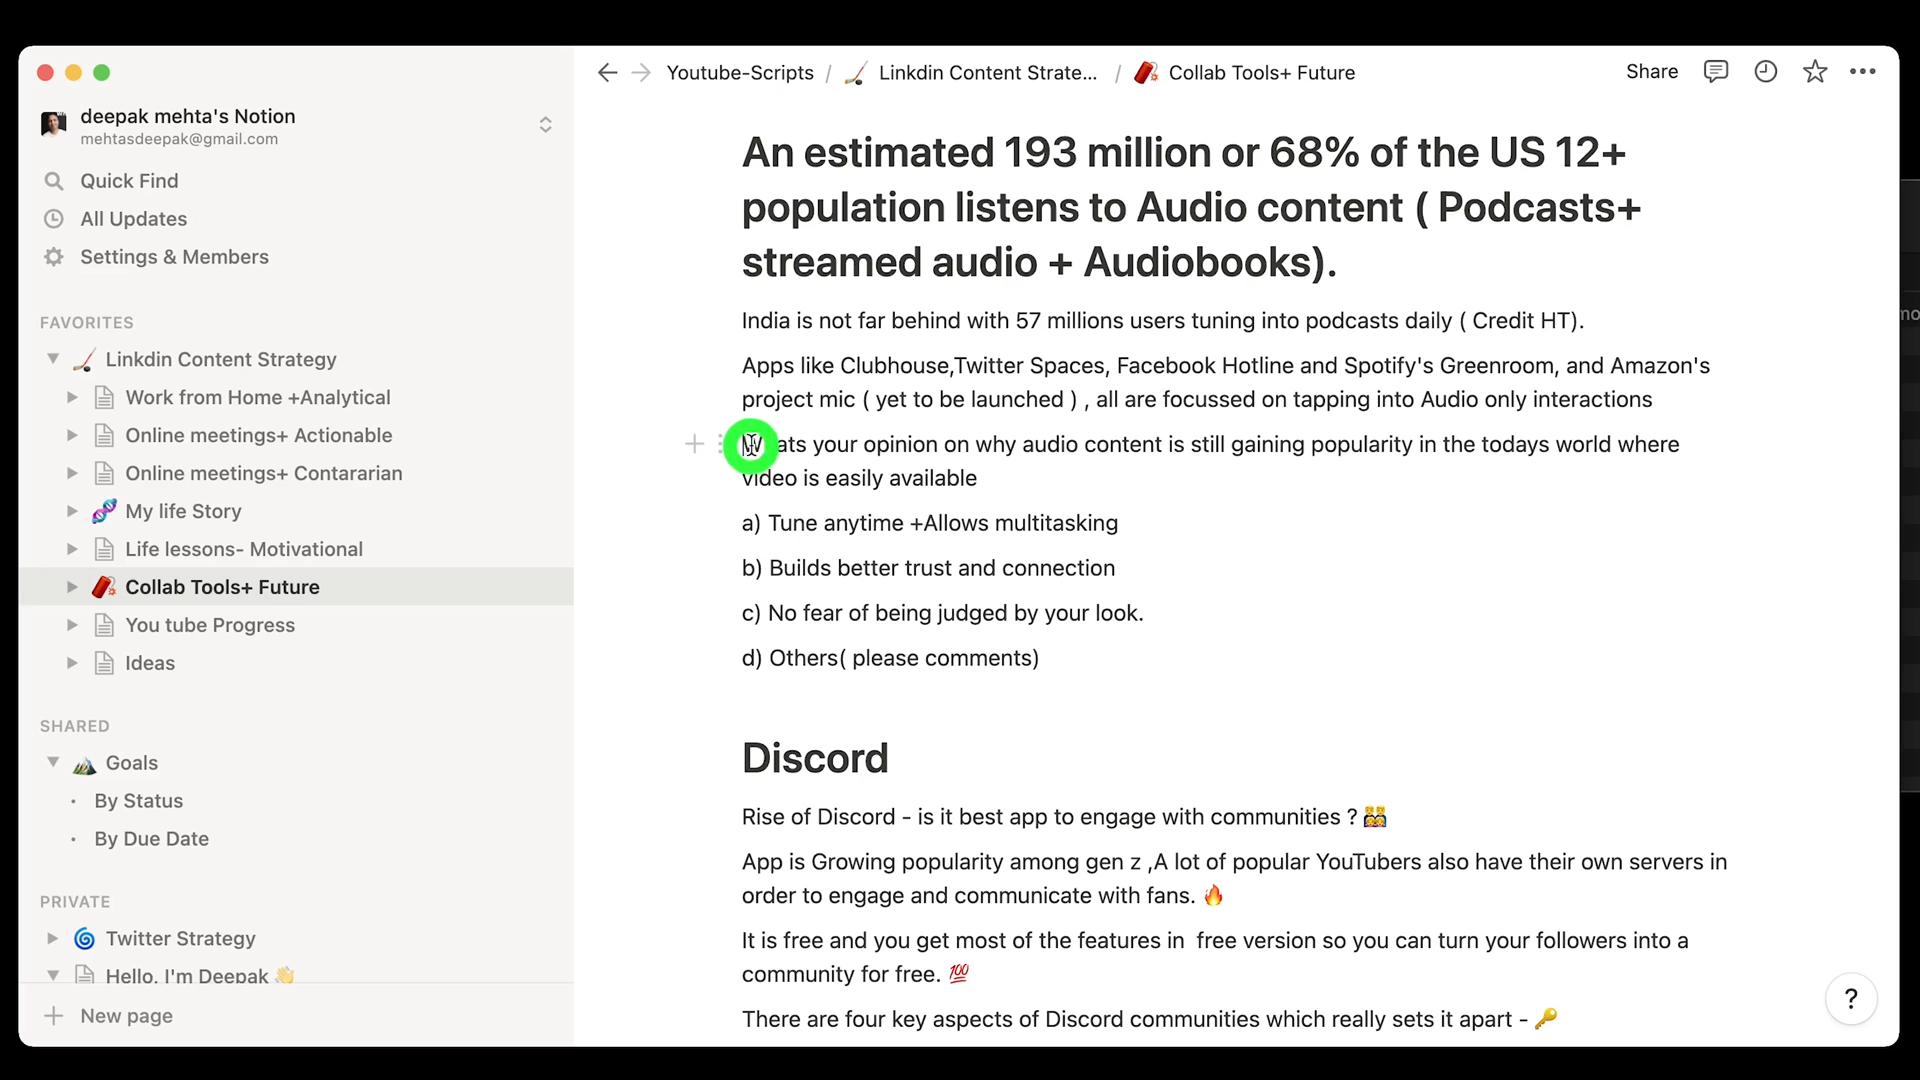 Youtube-Scripts / Linkdin Content Strate... / Collab Tools+ Future
Share
deepak mehta's Notion
mehtasdeepak@gmail.com
Quick Find
All Updates
Settings & Members
FAVORITES
Linkdin Content Strategy
Work from Home +Analytical
Online meetings+ Actionable
Online meetings+ Contararian
My life Story
Life lessons- Motivational
Collab Tools+ Future
You tube Progress
Ideas
SHARED
Goals
By Status
By Due Date
PRIVATE
Twitter Strategy
Hello, I'm Deepak 👋
New page
An estimated 193 million or 68% of the US 12+
population listens to Audio content ( Podcasts+
streamed audio + Audiobooks).
India is not far behind with 57 millions users tuning into podcasts daily ( Credit HT).
Apps like Clubhouse,Twitter Spaces, Facebook Hotline and Spotify's Greenroom, and Amazon's
project mic ( yet to be launched ) , all are focussed on tapping into Audio only interactions
your opinion on why audio content is still gaining popularity in the todays world where
video is easily available
a) Tune anytime +Allows multitasking
b) Builds better trust and connection
c) No fear of being judged by your look.
d) Others( please comments)
Discord
Rise of Discord - is it best app to engage with communities ? 👯
App is Growing popularity among gen z ,A lot of popular YouTubers also have their own servers in
order to engage and communicate with fans. 🔥
It is free and you get most of the features in  free version so you can turn your followers into a
community for free. 💯
There are four key aspects of Discord communities which really sets it apart - 🔑
?